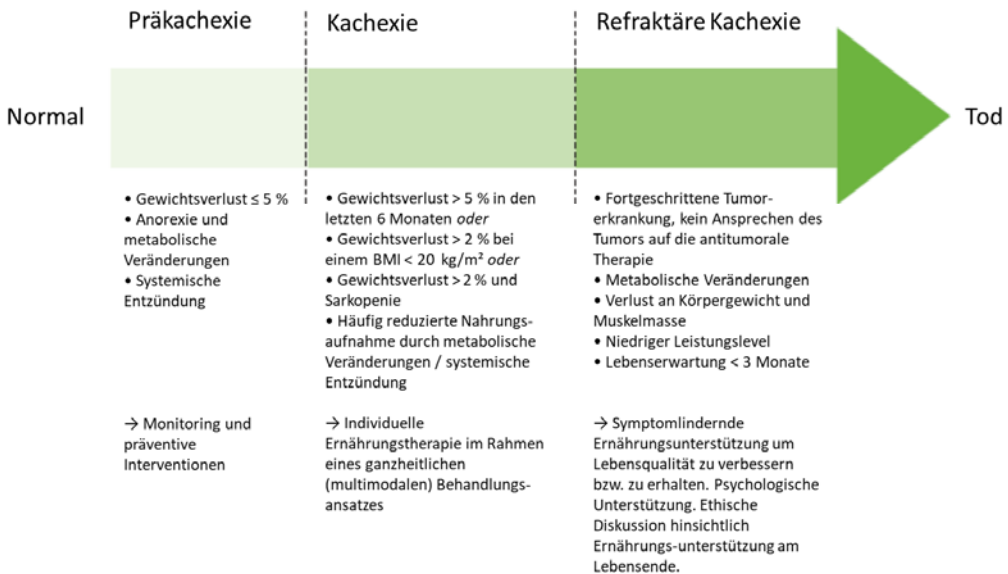 Präkachexie
Kachexie
Refraktäre Kachexie
Normal
Tod
• Gewichtsverlust ≤ 5 %
• Anorexie und
metabolische
Veränderungen
• Systemische
Entzündung
• Gewichtsverlust > 5 % in den
letzten 6 Monaten oder
• Gewichtsverlust > 2 % bei
einem BMI < 20 kg/m² oder
• Gewichtsverlust > 2 % und
Sarkopenie
• Häufig reduzierte Nahrungs-
aufnahme durch metabolische
Veränderungen / systemische
Entzündung
• Fortgeschrittene Tumor-
erkrankung, kein Ansprechen des
Tumors auf die antitumorale
Therapie
• Metabolische Veränderungen
• Verlust an Körpergewicht und
Muskelmasse
• Niedriger Leistungslevel
• Lebenserwartung < 3 Monate
→ Monitoring und
präventive
Interventionen
→ Individuelle
Ernährungstherapie im Rahmen
eines ganzheitlichen
(multimodalen) Behandlungs-
ansatzes
→ Symptomlindernde
Ernährungsunterstützung um
Lebensqualität zu verbessern
bzw. zu erhalten. Psychologische
Unterstützung. Ethische
Diskussion hinsichtlich
Ernährungs-unterstützung am
Lebensende.